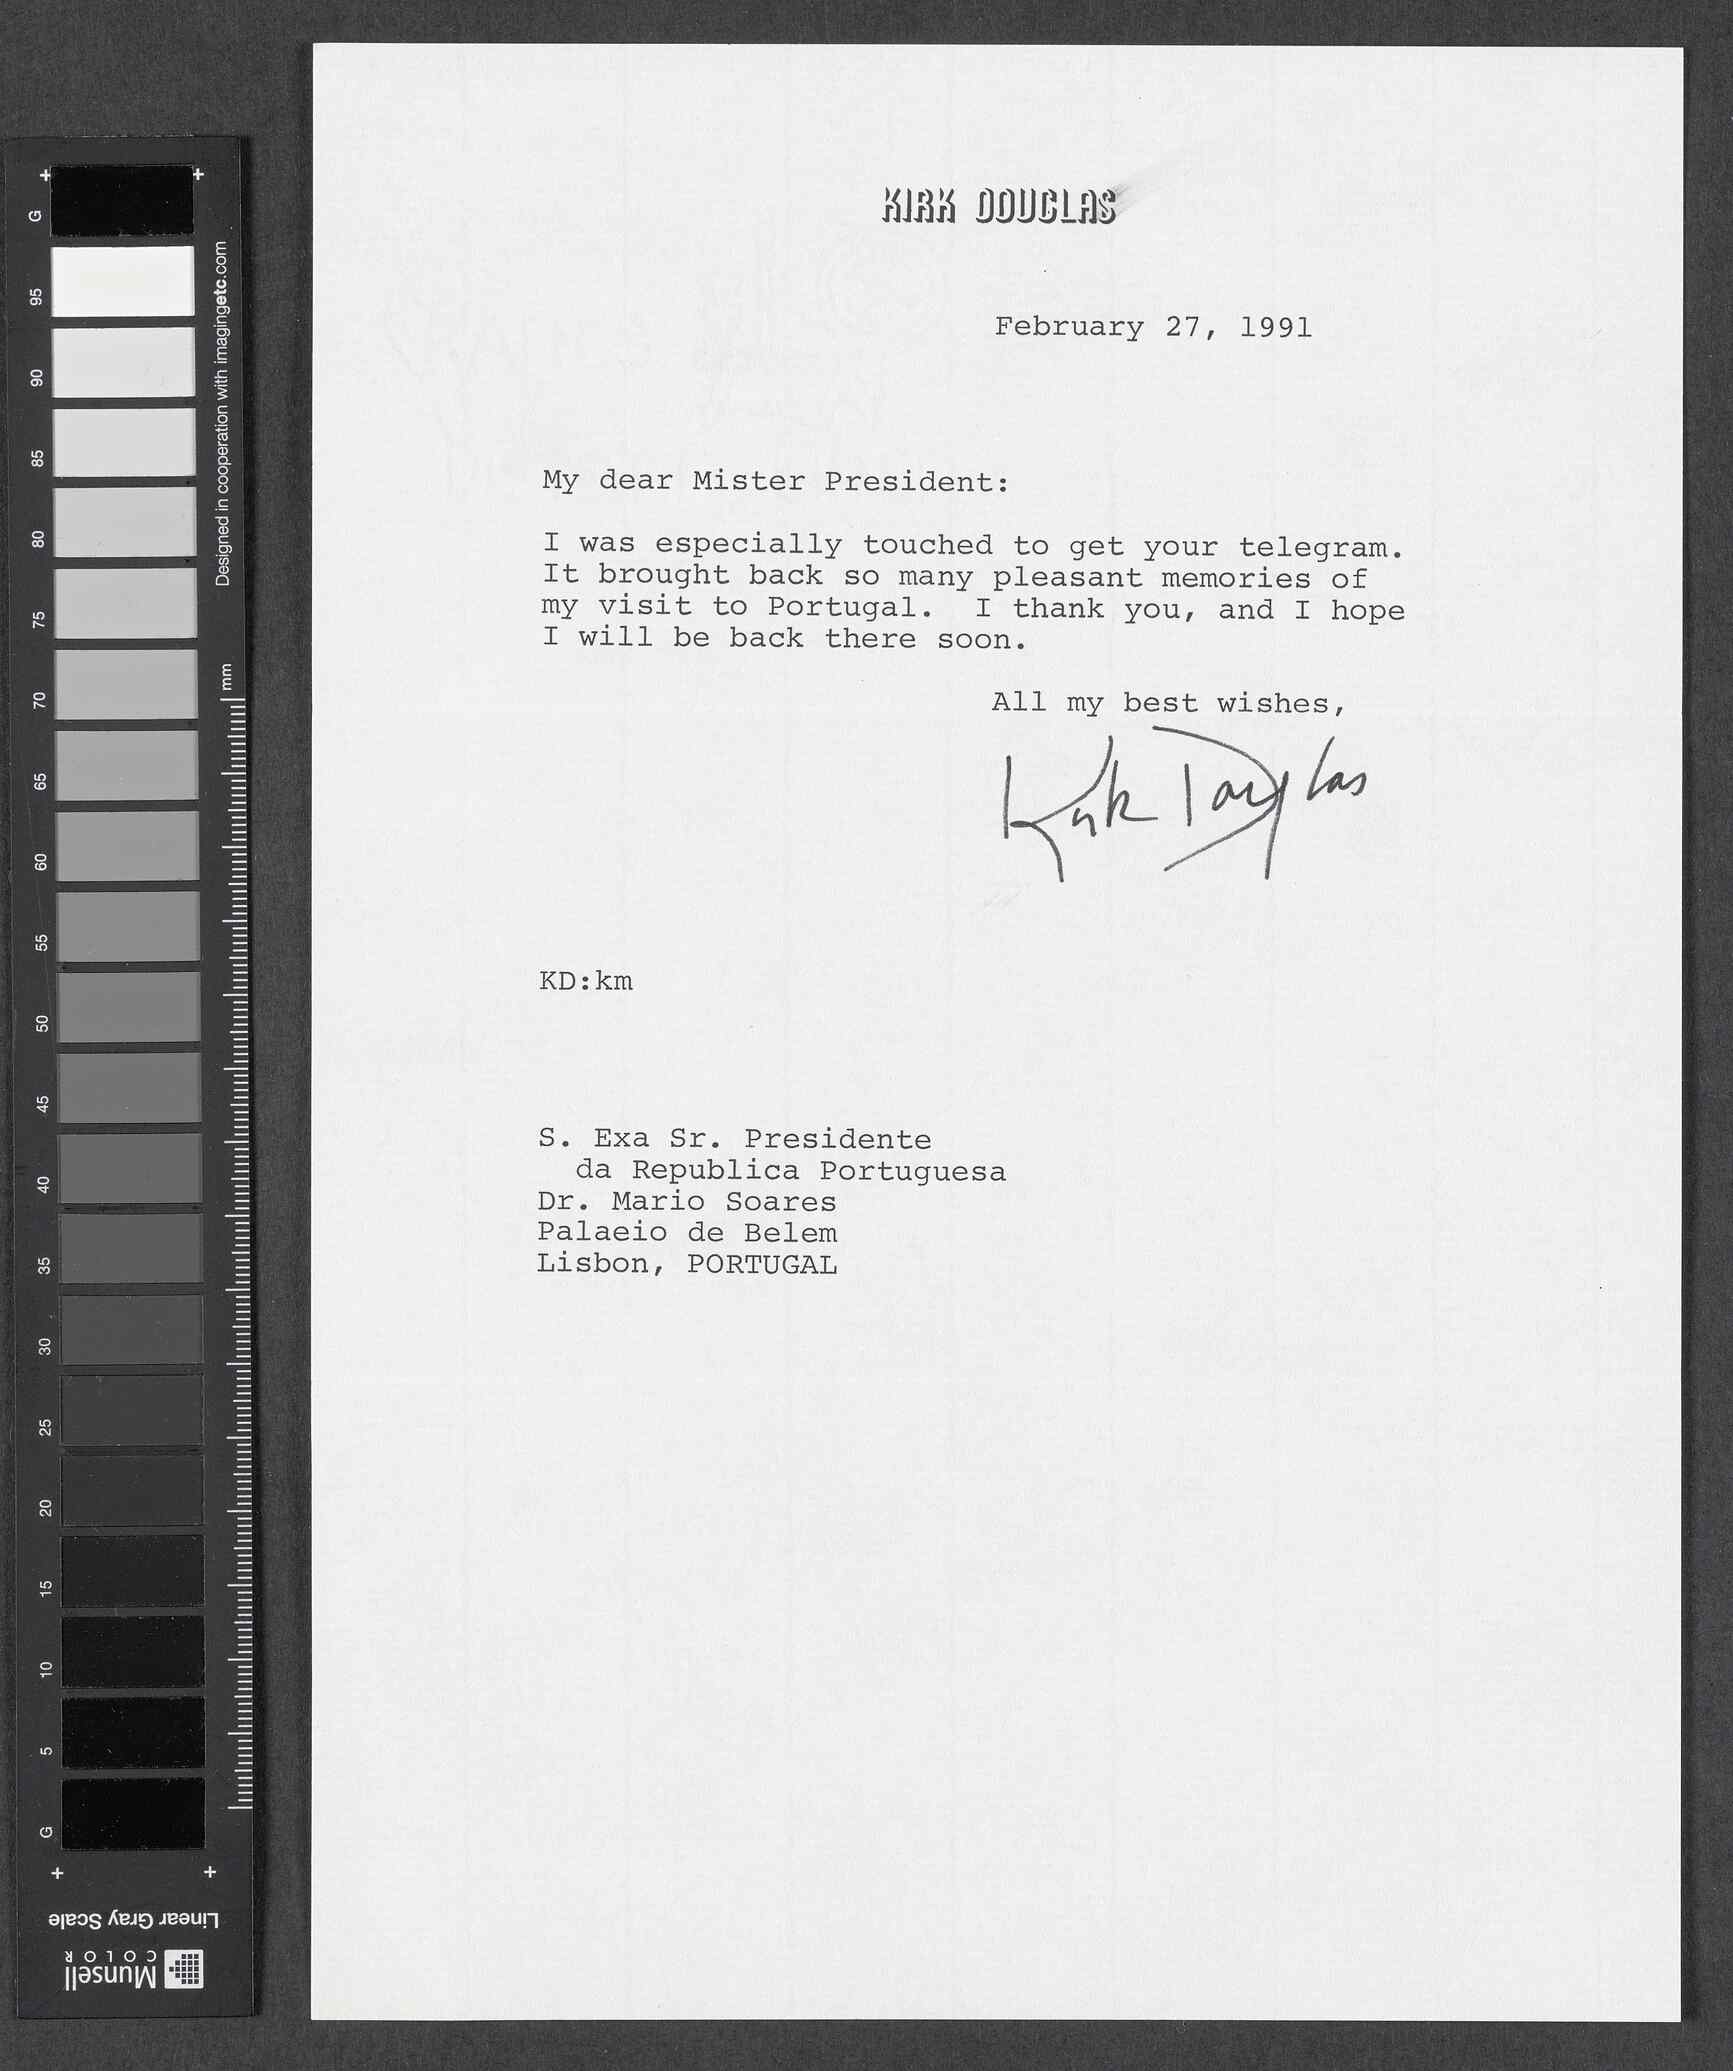 KIRK DOUGLAS
February 27, 1991
My dear Mister President:
I was especially touched to get your telegram.
It brought back so many pleasant memories of
my visit to Portugal.  I thank you, and I hope
I will be back there soon.
All my best wishes,
Kirk Douglas
KD:km
S. Exa Sr. Presidente
da Republica Portuguesa
Dr. Mario Soares
Palaeio de Belem
Lisbon, PORTUGAL
G
95
90
85
80
75
70
65
60
55
50
45
40
35
30
25
20
15
10
5
G
Designed in cooperation with imagingetc.com
mm
Linear Gray Scale
Munsell
COLOR